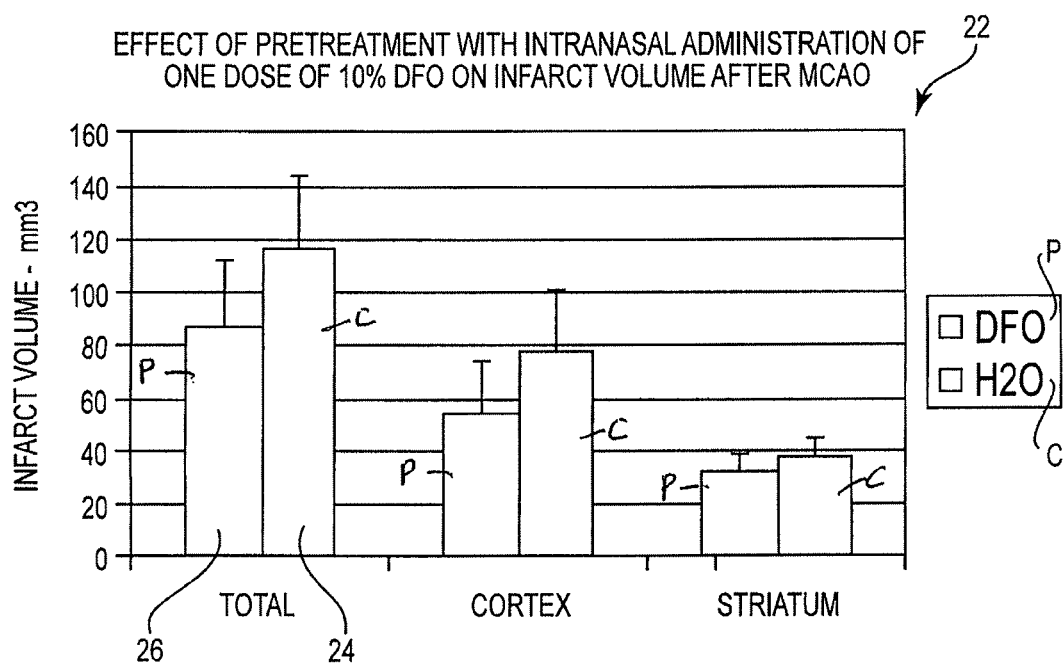 22
EFFECT OF PRETREATMENT WITH INTRANASAL ADMINISTRATION OF
ONE DOSE OF 10% DFO ON INFARCT VOLUME AFTER MCAO
INFARCT VOLUME - mm3
160
140
120
100
80
60
40
20
0
P
C
P
C
P
C
TOTAL
CORTEX
STRIATUM
26
24
P
DFO
H2O
C